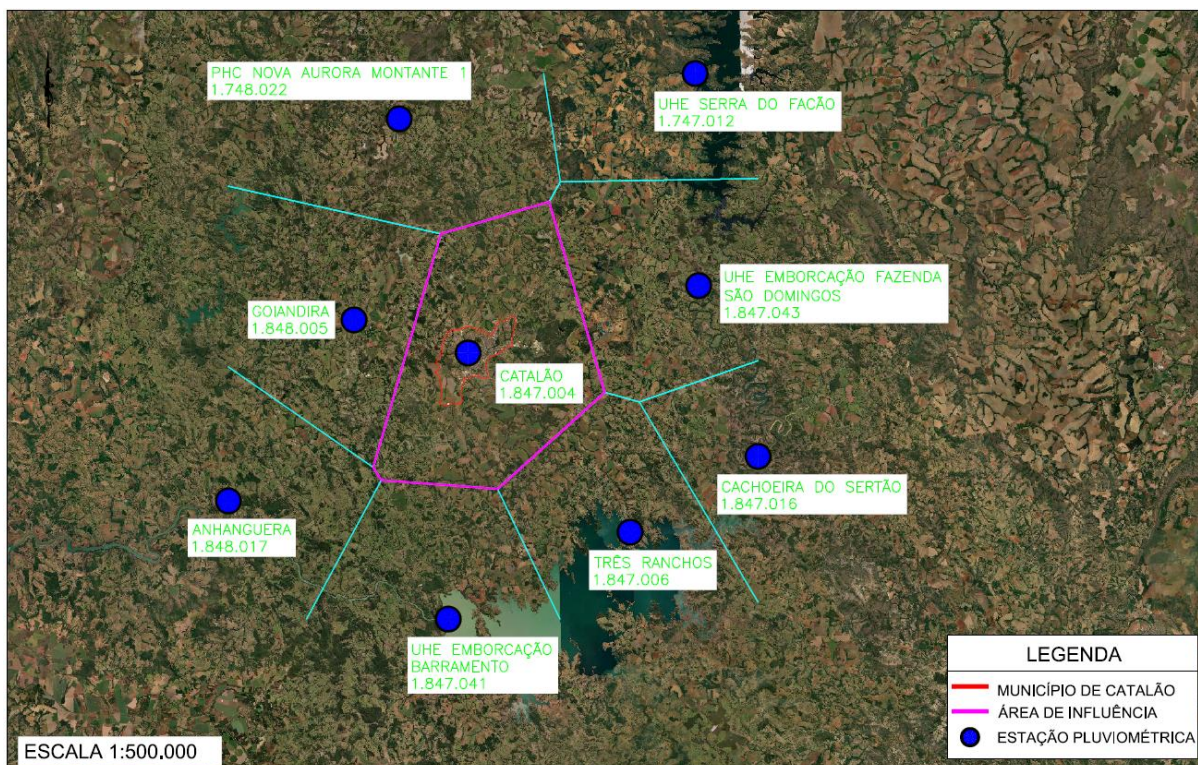 PHC NOVA AURORA MONTANTE 1
1.748.022
UHE SERRA DO FACÃO
1.747.012
UHE EMBORCAÇÃO FAZENDA
SÃO DOMINGOS
1.847.043
GOIANDIRA
1.848.005
CATALÃO
1.847.004
CACHOEIRA DO SERTÃO
1.847.016
ANHANGUERA
1.848.017
TRÊS RANCHOS
1.847.006
UHE EMBORCAÇÃO
BARRAMENTO
1.847.041
LEGENDA
MUNICÍPIO DE CATALÃO
ÁREA DE INFLUÊNCIA
ESTAÇÃO PLUVIOMÉTRICA
ESCALA 1:500.000